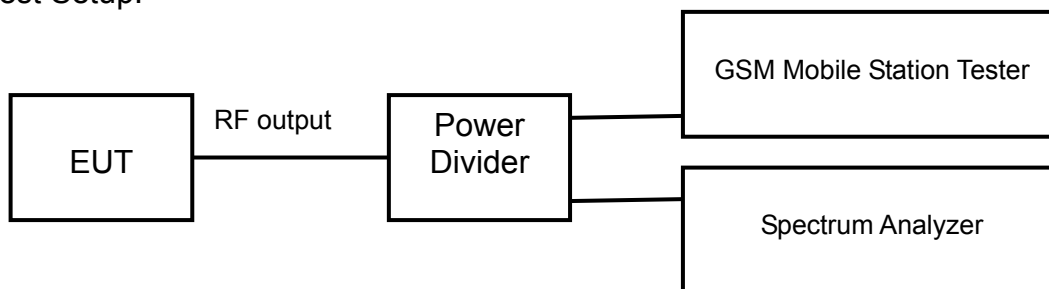 GSM Mobile Station Tester
RF output
EUT
Power
Divider
Spectrum Analyzer